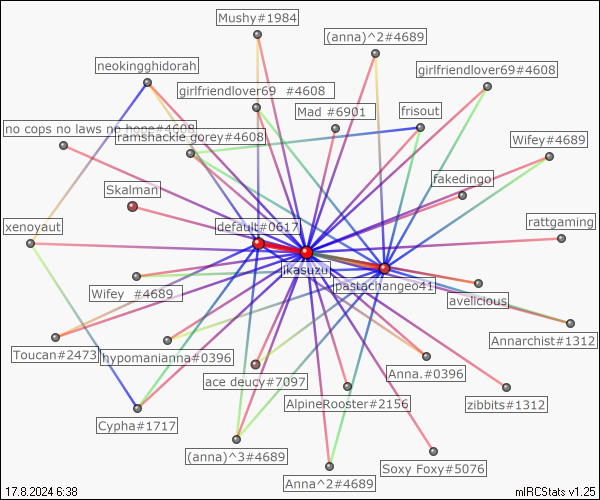 Mushy#1984
(anna)^2#4689
neokingghidorah
girlfriendlover69#4608
girlfriendlover69 #4608
Mad #6901
frisout
no cops no laws no hope#4608
ramshackle gorey#4608
Wifey#4689
fakedingo
Skalman
rattgaming
xenoyaut
default#0617
ikasuzu
pastachangeo41
Wifey #4689
avelicious
Annarchist#1312
Toucan#2473
hypomanianna#0396
Anna.#0396
ace deucy#7097
AlpineRooster#2156
zibbits#1312
Cypha#1717
(anna)^3#4689
Soxy Foxy#5076
Anna^2#4689
17.8.2024 6:38
mIRCStats v1.25